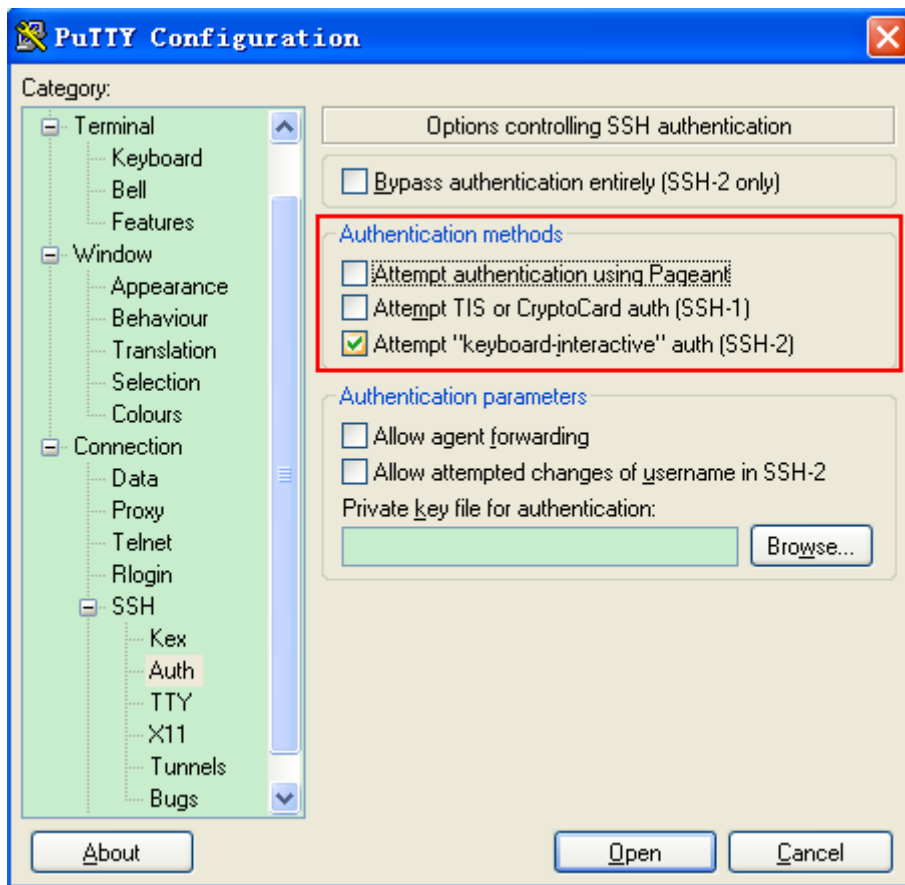 PuTTY Configuration
Category:
Terminal
Keyboard
Bell
Features
Window
Appearance
Behaviour
Translation
Selection
Colours
Connection
Data
Proxy
Telnet
Rlogin
SSH
Kex
Auth
TTY
X11
Tunnels
Bugs
Options controlling SSH authentication
Bypass authentication entirely (SSH-2 only)
Authentication methods
Attempt authentication using Pageant
Attempt TIS or CryptoCard auth (SSH-1)
Attempt "keyboard-interactive" auth (SSH-2)
Authentication parameters
Allow agent forwarding
Allow attempted changes of username in SSH-2
Private key file for authentication:
Browse...
About
Open
Cancel